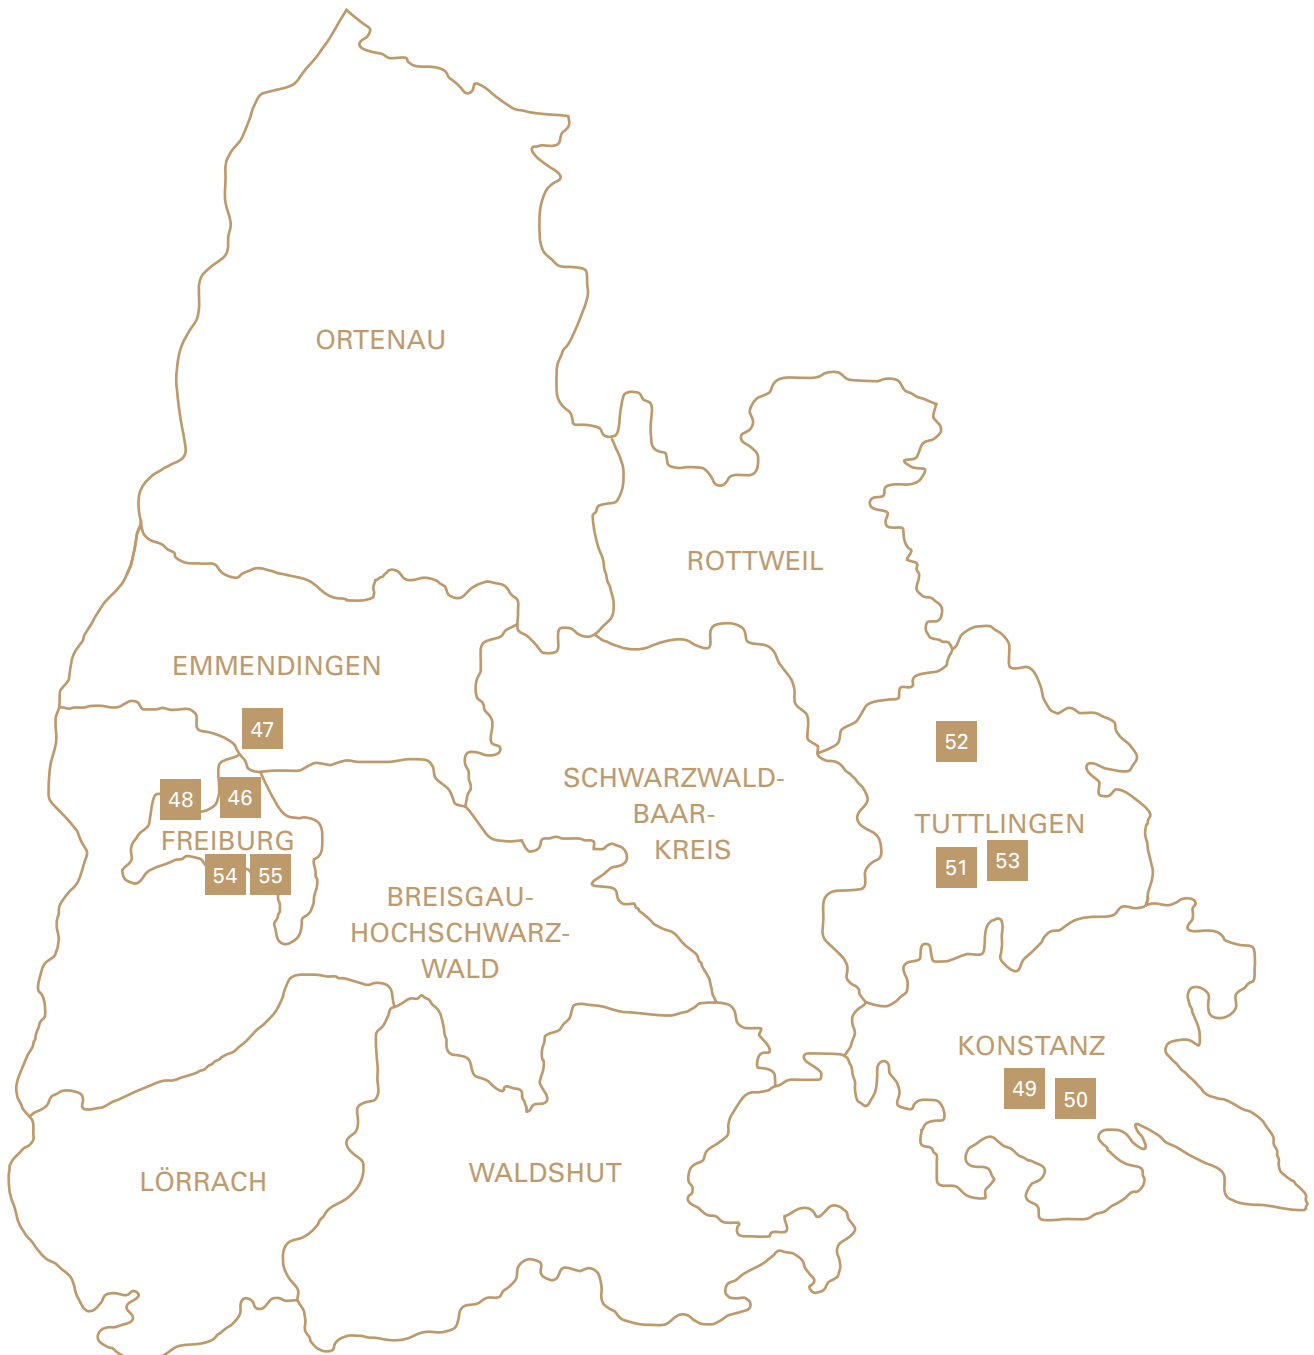 ORTENAU
ROTTWEIL
EMMENDINGEN
47
52
48
46
SCHWARZWALD-
BAAR-
KREIS
FREIBURG
54
55
TUTTLINGEN
51
53
BREISGAU-
HOCHSCHWARZ-
WALD
KONSTANZ
49
50
LÖRRACH
WALDSHUT